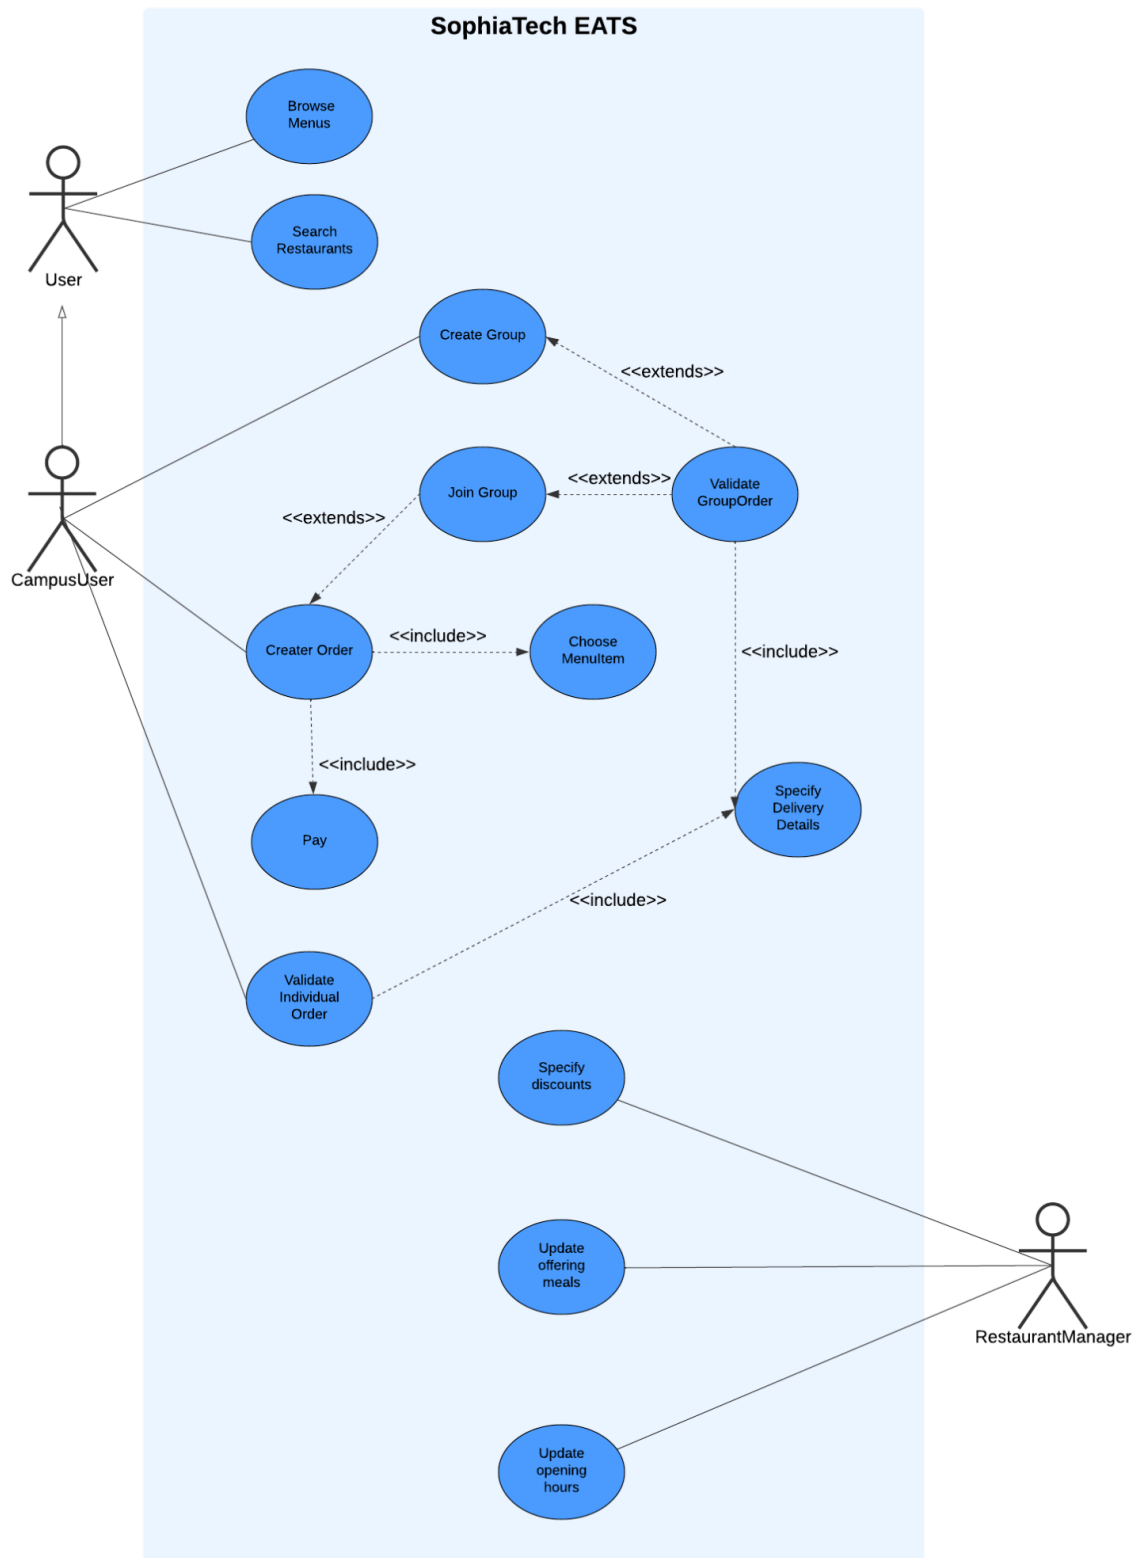 SophiaTech EATS
Browse
Menus
Search
Restaurants
User
Create Group
<<extends>>
Join Group
<<extends>>
Validate
GroupOrder
<<extends>>
CampusUser
Creater Order
<<include>>
Choose
MenuItem
<<include>>
<<include>>
Pay
Specify
Delivery
Details
<<include>>
Validate
Individual
Order
Specify
discounts
Update
offering
meals
RestaurantManager
Update
opening
hours